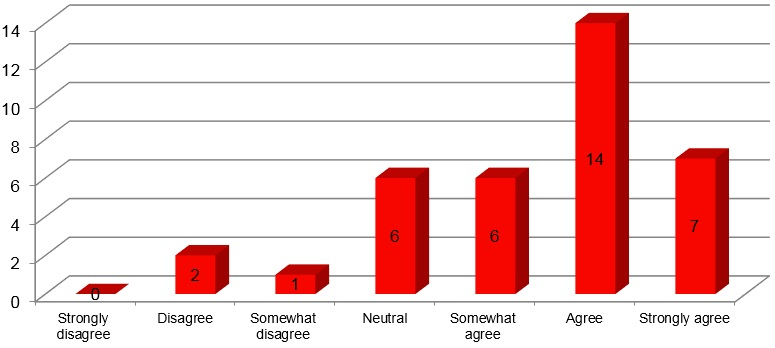 14
12
10
8
6
4
2
0
0
2
1
6
6
14
7
Strongly
disagree
Disagree
Somewhat
disagree
Neutral
Somewhat
agree
Agree
Strongly agree